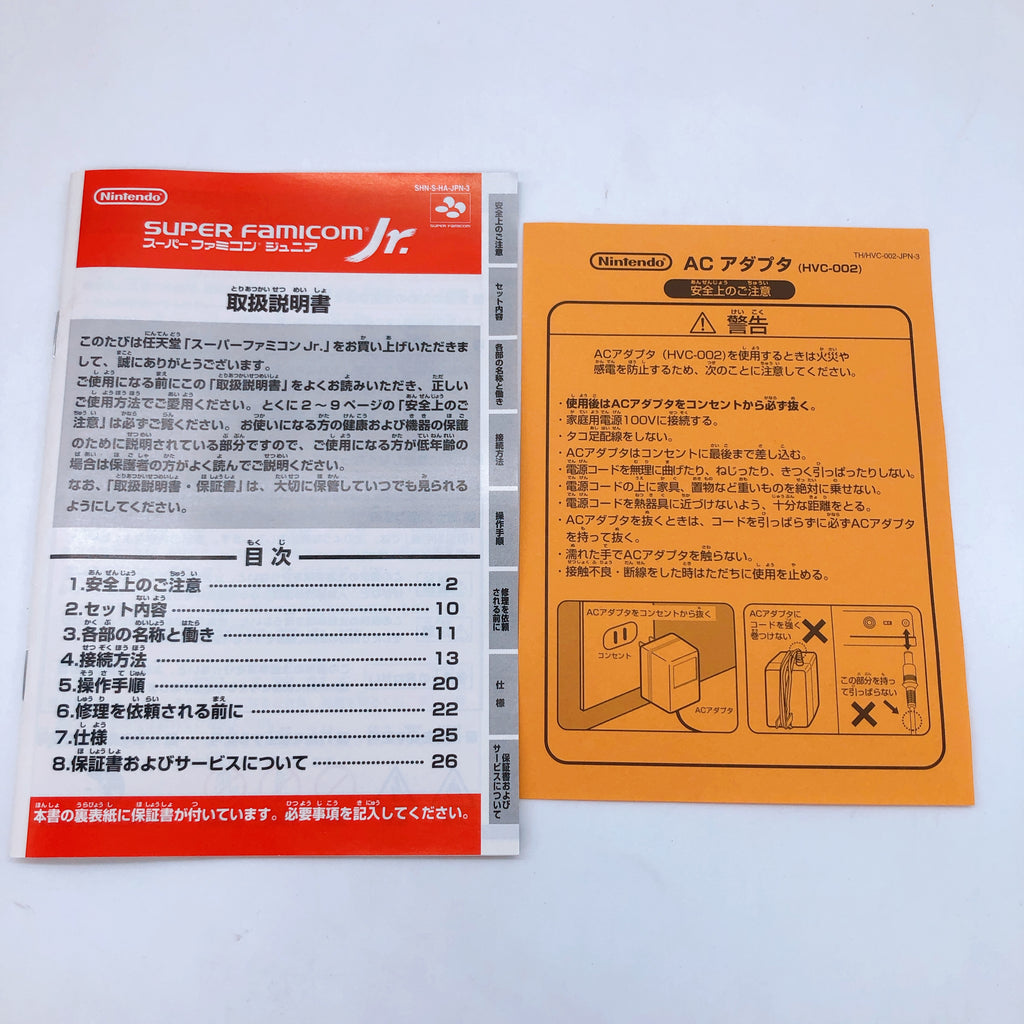 Nintendo
SHN-S-HA-JPN-3
SUPER FAMICOM Jr.
スーパーファミコン ジュニア
SUPER FAMICOM
取扱説明書
このたびは任天堂「スーパーファミコン Jr.」をお買い上げいただきま
して、誠にありがとうございます。
ご使用になる前にこの「取扱説明書」をよくお読みいただき、正しい
ご使用方法でご愛用ください。とくに2~9ページの「安全上のご
注意」は必ずご覧ください。お使いになる方の健康および機器の保護
のために説明されている部分ですので、ご使用になる方が低年齢の
場合は保護者の方がよく読んでご説明ください。
なお、「取扱説明書・保証書」は、大切に保管していつでも見られる
ようにしてください。
目次
1.安全上のご注意 2
2.セット内容 10
3.各部の名称と働き 11
4.接続方法 13
5.操作手順 20
6.修理を依頼される前に 22
7.仕様 25
8.保証書およびサービスについて 26
本書の裏表紙に保証書が付いています。必要事項を記入してください。
安全上のご注意
セット内容
各部の名称と働き
接続方法
操作手順
修理を依頼
される前に
仕様
保証書および
サービスについて
TH/HVC-002-JPN-3
Nintendo AC アダプタ (HVC-002)
安全上のご注意
警告
ACアダプタ(HVC-002)を使用するときは火災や
感電を防止するため、次のことに注意してください。
・使用後はACアダプタをコンセントから必ず抜く。
・家庭用電源100Vに接続する。
・タコ足配線をしない。
・ACアダプタはコンセントに最後まで差し込む。
・電源コードを無理に曲げたり、ねじったり、きつく引っぱったりしない。
・電源コードの上に家具、置物など重いものを絶対に乗せない。
・電源コードを熱器具に近づけないよう、十分な距離をとる。
・ACアダプタを抜くときは、コードを引っぱらずに必ずACアダプタ
を持って抜く。
・濡れた手でACアダプタを触らない。
・接触不良・断線をした時はただちに使用を止める。
ACアダプタをコンセントから抜く
コンセント
ACアダプタ
ACアダプタに
コードを強く
巻つけない
この部分を持っ
て引っぱらない